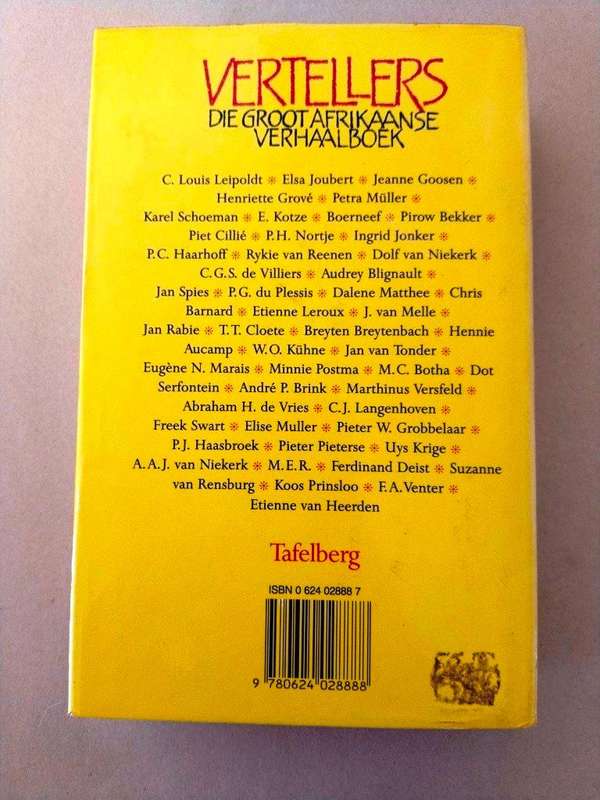 VERTELLERS
DIE GROOT AFRIKAANSE
VERHAALBOEK
C. Louis Leipoldt ✳ Elsa Joubert ✳ Jeanne Goosen ✳
Henriette Grové ✳ Petra Müller ✳
Karel Schoeman ✳ E. Kotze ✳ Boerneef ✳ Pirow Bekker ✳
Piet Cillié ✳ P.H. Nortje ✳ Ingrid Jonker ✳
P.C. Haarhoff ✳ Rykie van Reenen ✳ Dolf van Niekerk ✳
C.G.S. de Villiers ✳ Audrey Blignault ✳
Jan Spies ✳ P.G. du Plessis ✳ Dalene Matthee ✳ Chris
Barnard ✳ Etienne Leroux ✳ J. van Melle ✳
Jan Rabie ✳ T.T. Cloete ✳ Breyten Breytenbach ✳ Hennie
Aucamp ✳ W.O. Kühne ✳ Jan van Tonder ✳
Eugène N. Marais ✳ Minnie Postma ✳ M.C. Botha ✳ Dot
Serfontein ✳ André P. Brink ✳ Marthinus Versfeld ✳
Abraham H. de Vries ✳ C.J. Langenhoven ✳
Freek Swart ✳ Elise Muller ✳ Pieter W. Grobbelaar ✳
P.J. Haasbroek ✳ Pieter Pieterse ✳ Uys Krige ✳
A.A.J. van Niekerk ✳ M.E.R. ✳ Ferdinand Deist ✳ Suzanne
van Rensburg ✳ Koos Prinsloo ✳ F.A. Venter ✳
Etienne van Heerden
Tafelberg
ISBN 0 624 02888 7
9 780624 028888